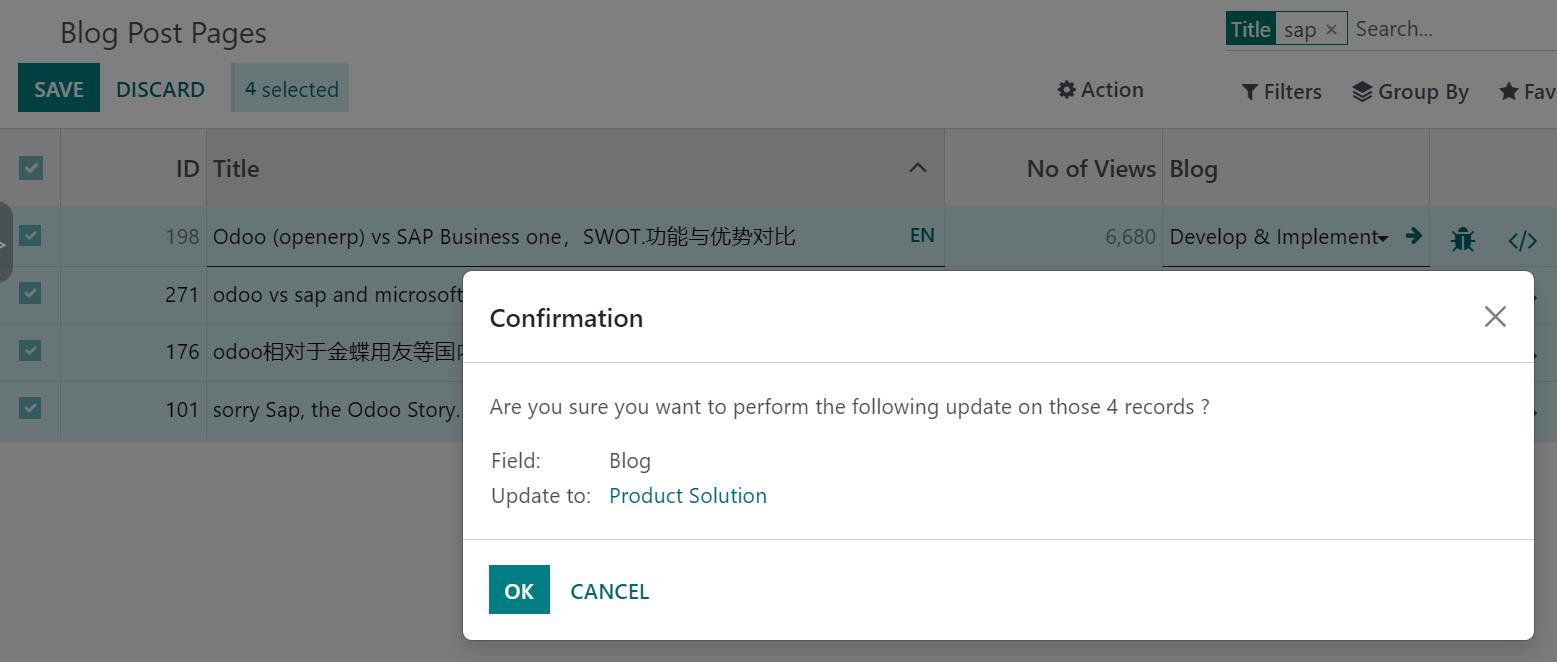 Blog Post Pages
Title sap × Search...
SAVE DISCARD 4 selected Action Filters Group By
ID Title No of Views Blog
198 Odoo (openerp) vs SAP Business one，SWOT.功能与优势对比 EN 6,680 Develop & Implement
271 odoo vs sap and microsoft
176 odoo相对于金蝶用友等国
101 sorry Sap, the Odoo Story.
Confirmation
Are you sure you want to perform the following update on those 4 records ?
Field: Blog
Update to: Product Solution
OK CANCEL